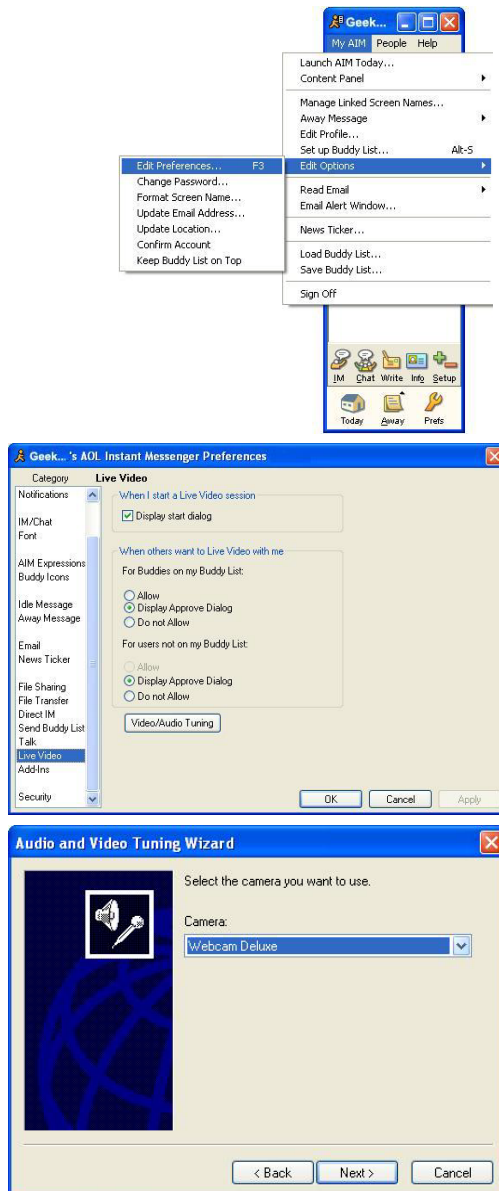 Geek...
My AIM People Help
Launch AIM Today...
Content Panel
Manage Linked Screen Names...
Away Message
Edit Profile...
Set up Buddy List... Alt-S
Edit Options
Read Email
Email Alert Window...
News Ticker...
Load Buddy List...
Save Buddy List...
Sign Off
Edit Preferences... F3
Change Password...
Format Screen Name...
Update Email Address...
Update Location...
Confirm Account
Keep Buddy List on Top
IM Chat Write Info Setup
Today Away Prefs
Geek... 's AOL Instant Messenger Preferences
Category Live Video
Notifications
IM/Chat
Font
AIM Expressions
Buddy Icons
Idle Message
Away Message
Email
News Ticker
File Sharing
File Transfer
Direct IM
Send Buddy List
Talk
Live Video
Add-Ins
Security
When I start a Live Video session
Display start dialog
When others want to Live Video with me
For Buddies on my Buddy List:
Allow
Display Approve Dialog
Do not Allow
For users not on my Buddy List:
Allow
Display Approve Dialog
Do not Allow
Video/Audio Tuning
OK Cancel Apply
Audio and Video Tuning Wizard
Select the camera you want to use.
Camera:
Webcam Deluxe
< Back Next > Cancel